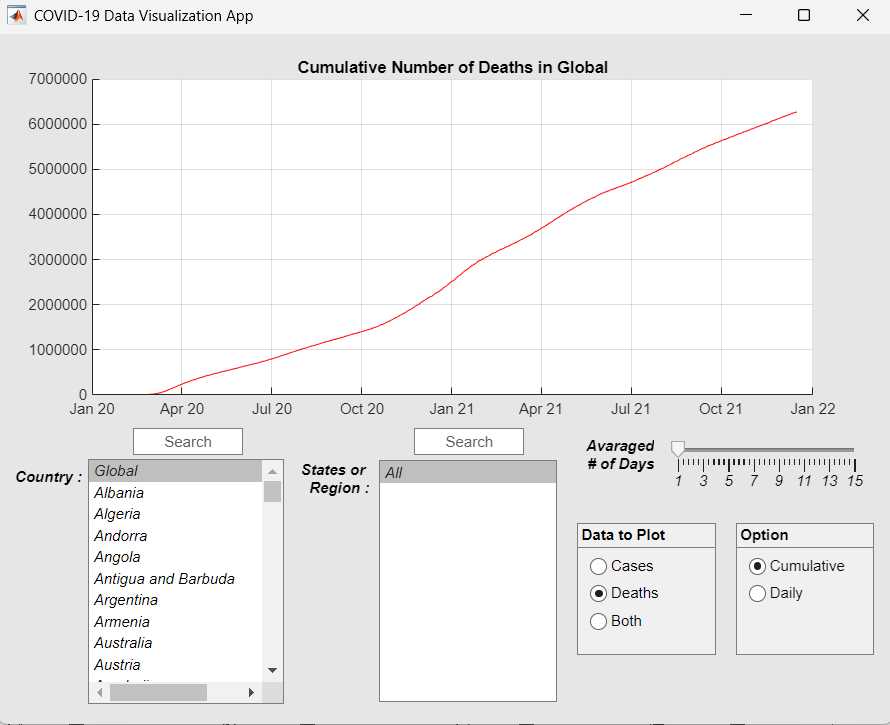 COVID-19 Data Visualization App
Cumulative Number of Deaths in Global
7000000
6000000
5000000
4000000
3000000
2000000
1000000
0
Jan 20 Apr 20 Jul 20 Oct 20 Jan 21 Apr 21 Jul 21 Oct 21 Jan 22
Search
Country :
Global
Albania
Algeria
Andorra
Angola
Antigua and Barbuda
Argentina
Armenia
Australia
Austria
Search
States or
Region :
All
Avaraged
# of Days
1 3 5 7 9 11 13 15
Data to Plot
Cases
Deaths
Both
Option
Cumulative
Daily